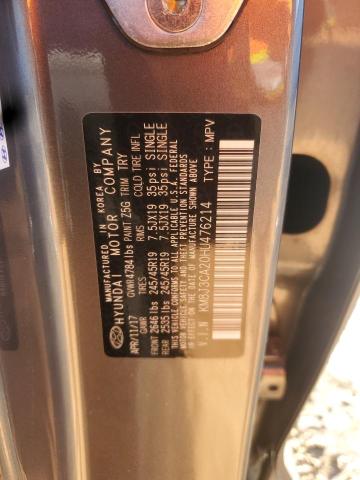 MANUFACTURED IN KOREA BY
HYUNDAI MOTOR COMPANY
GVWR 4784 lbs PAINT Z5G TRIM TRY
APR/11/17
GAWR TIRES RIMS COLD TIRE INFL
FRONT 2646 lbs 245/45R19 7.5JX19 35psi SINGLE
REAR 2535 lbs 245/45R19 7.5JX19 35psi SINGLE
THIS VEHICLE CONFORMS TO ALL APPLICABLE U.S.A. FEDERAL
MOTOR VEHICLE SAFETY, BUMPER, AND THEFT PREVENTION STANDARDS
IN EFFECT ON THE DATE OF MANUFACTURE SHOWN ABOVE.
V.I.N KM8J3CA20HU476214 TYPE : MPV